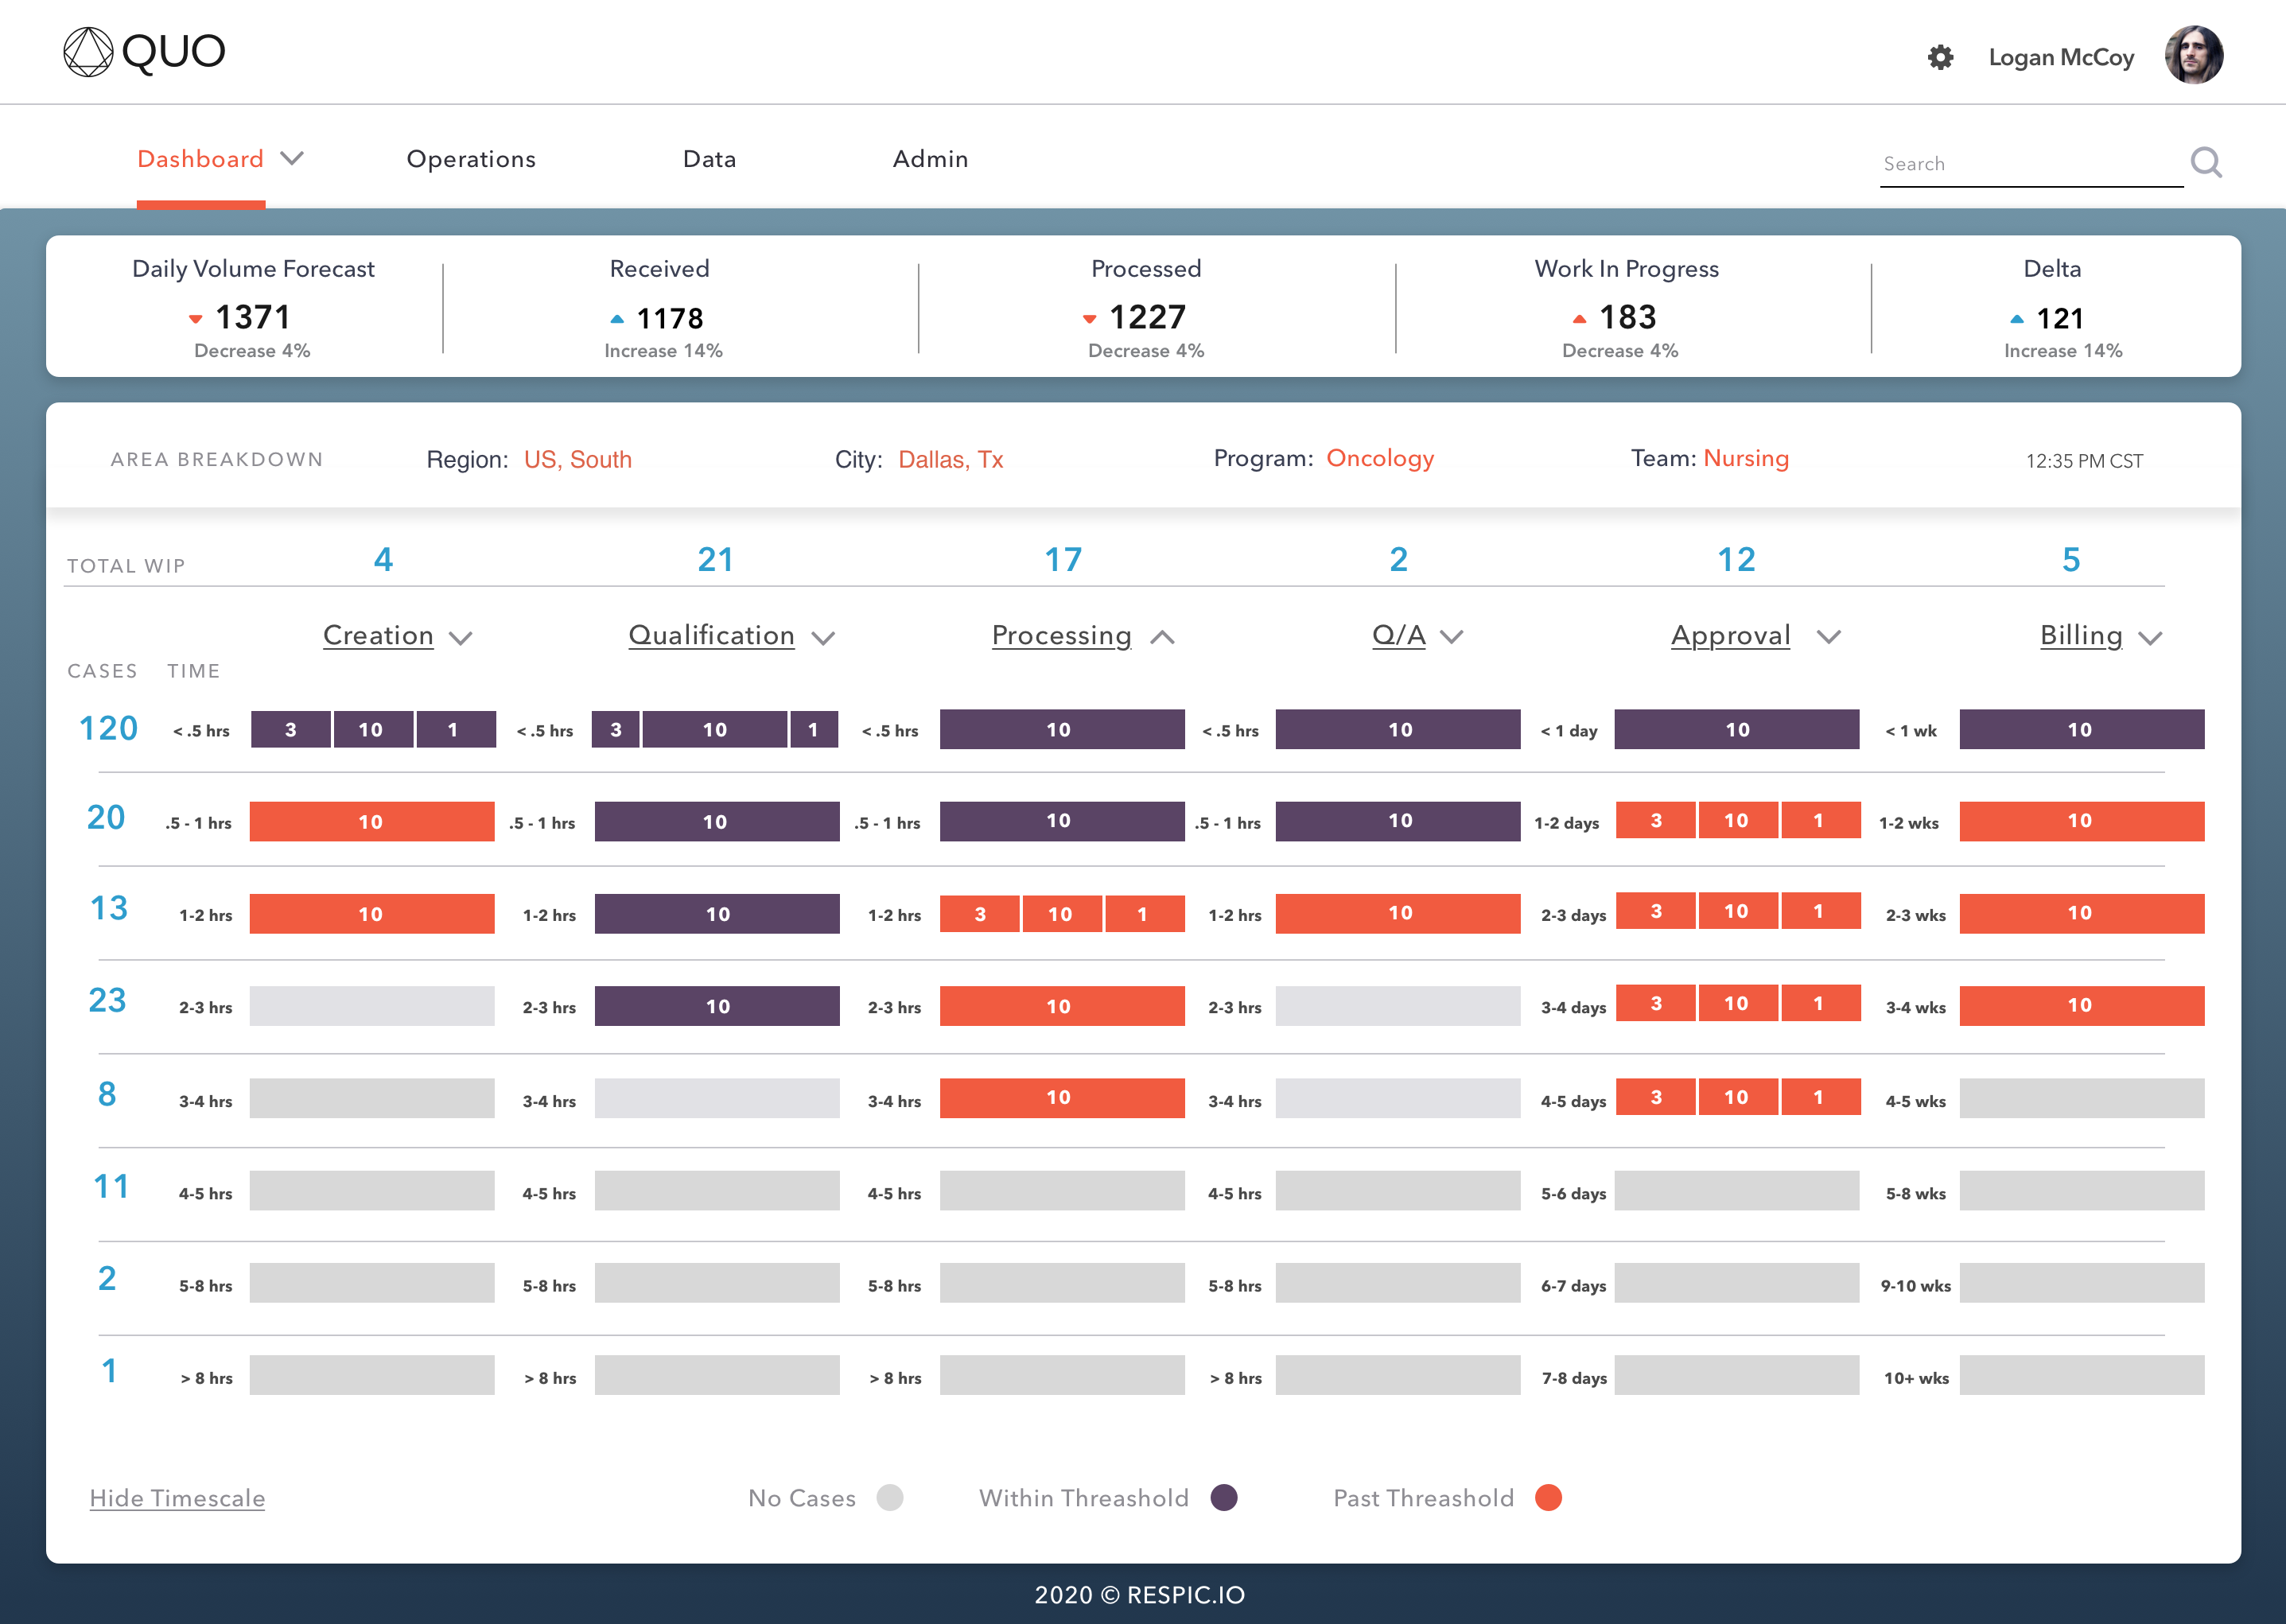 QUO
Logan McCoy
Dashboard Operations Data Admin
Search
Daily Volume Forecast Received Processed Work In Progress Delta
1371 1178 1227 183 121
Decrease 4% Increase 14% Decrease 4% Decrease 4% Increase 14%
AREA BREAKDOWN Region: US, South City: Dallas, Tx Program: Oncology Team: Nursing 12:35 PM CST
TOTAL WIP 4 21 17 2 12 5
Creation Qualification Processing Q/A Approval Billing
CASES TIME
120 < .5 hrs 3 10 1 < .5 hrs 3 10 1 < .5 hrs 10 < .5 hrs 10 < 1 day 10 < 1 wk 10
20 .5 - 1 hrs 10 .5 - 1 hrs 10 .5 - 1 hrs 10 .5 - 1 hrs 10 1-2 days 3 10 1 1-2 wks 10
13 1-2 hrs 10 1-2 hrs 10 1-2 hrs 3 10 1 1-2 hrs 10 2-3 days 3 10 1 2-3 wks 10
23 2-3 hrs 2-3 hrs 10 2-3 hrs 10 2-3 hrs 3-4 days 3 10 1 3-4 wks 10
8 3-4 hrs 3-4 hrs 3-4 hrs 10 3-4 hrs 4-5 days 3 10 1 4-5 wks
11 4-5 hrs 4-5 hrs 4-5 hrs 4-5 hrs 5-6 days 5-8 wks
2 5-8 hrs 5-8 hrs 5-8 hrs 5-8 hrs 6-7 days 9-10 wks
1 > 8 hrs > 8 hrs > 8 hrs > 8 hrs 7-8 days 10+ wks
Hide Timescale No Cases Within Threashold Past Threashold
2020 © RESPIC.IO